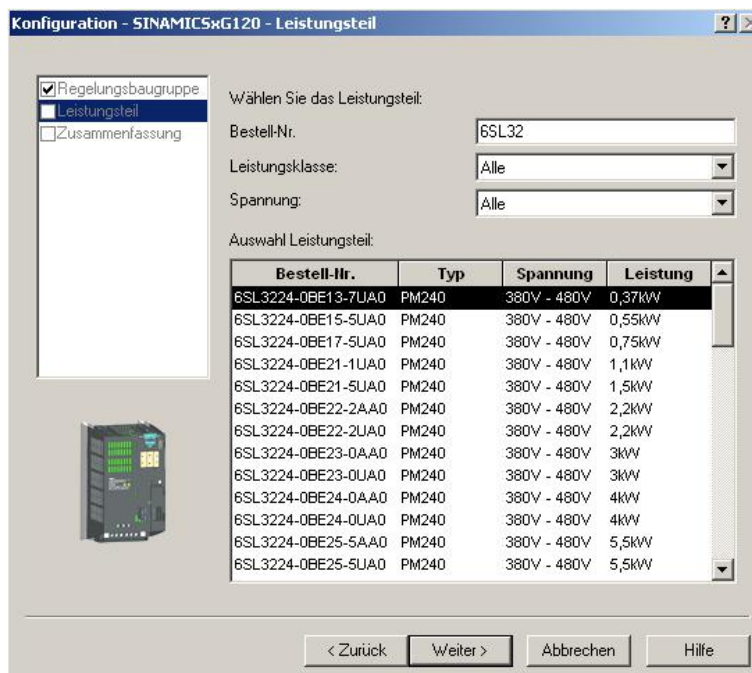 Konfiguration - SINAMICSxG120 - Leistungsteil
Regelungsbaugruppe
Leistungsteil
Zusammenfassung
Wählen Sie das Leistungsteil:
Bestell-Nr. 6SL32
Leistungsklasse: Alle
Spannung: Alle
Auswahl Leistungsteil:
Bestell-Nr. Typ Spannung Leistung
6SL3224-0BE13-7UA0 PM240 380V - 480V 0,37kW
6SL3224-0BE15-5UA0 PM240 380V - 480V 0,55kW
6SL3224-0BE17-5UA0 PM240 380V - 480V 0,75kW
6SL3224-0BE21-1UA0 PM240 380V - 480V 1,1kW
6SL3224-0BE21-5UA0 PM240 380V - 480V 1,5kW
6SL3224-0BE22-2AA0 PM240 380V - 480V 2,2kW
6SL3224-0BE22-2UA0 PM240 380V - 480V 2,2kW
6SL3224-0BE23-0AA0 PM240 380V - 480V 3kW
6SL3224-0BE23-0UA0 PM240 380V - 480V 3kW
6SL3224-0BE24-0AA0 PM240 380V - 480V 4kW
6SL3224-0BE24-0UA0 PM240 380V - 480V 4kW
6SL3224-0BE25-5AA0 PM240 380V - 480V 5,5kW
6SL3224-0BE25-5UA0 PM240 380V - 480V 5,5kW
< Zurück Weiter > Abbrechen Hilfe